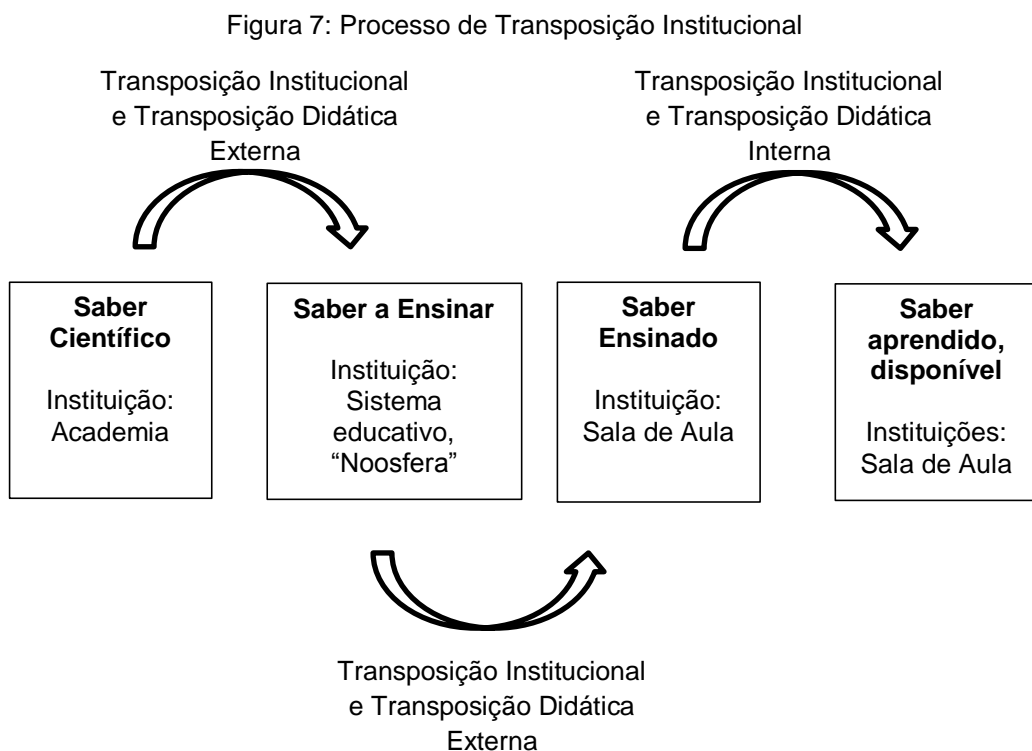 Figura 7: Processo de Transposição Institucional
Transposição Institucional
e Transposição Didática
Externa
Transposição Institucional
e Transposição Didática
Interna
Saber
Científico
Instituição:
Academia
Saber a Ensinar
Instituição:
Sistema
educativo,
“Noosfera”
Saber
Ensinado
Instituição:
Sala de Aula
Saber
aprendido,
disponível
Instituições:
Sala de Aula
Transposição Institucional
e Transposição Didática
Externa